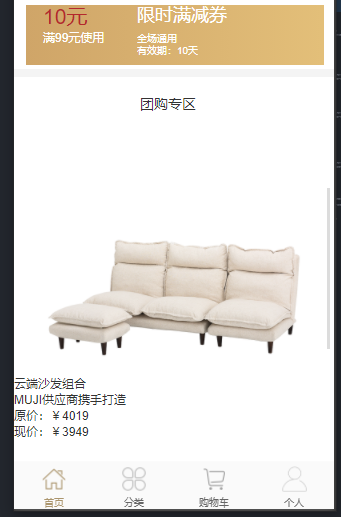 10元
限时满减券
满99元使用
全场通用
有效期：10天
团购专区
云端沙发组合
MUJI供应商携手打造
原价：￥4019
现价：￥3949
首页
分类
购物车
个人